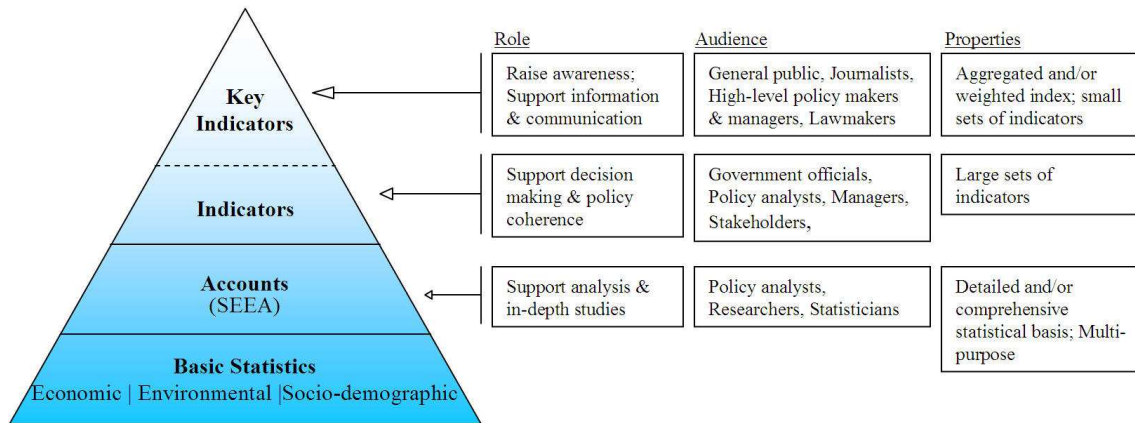 Key
Indicators
Indicators
Accounts
(SEEA)
Basic Statistics
Economic | Environmental |Socio-demographic
Role
Audience
Properties
Raise awareness;
Support information
& communication
General public, Journalists,
High-level policy makers
& managers, Lawmakers
Aggregated and/or
weighted index; small
sets of indicators
Support decision
making & policy
coherence
Government officials,
Policy analysts, Managers,
Stakeholders,
Large sets of
indicators
Support analysis &
in-depth studies
Policy analysts,
Researchers, Statisticians
Detailed and/or
comprehensive
statistical basis; Multi-
purpose